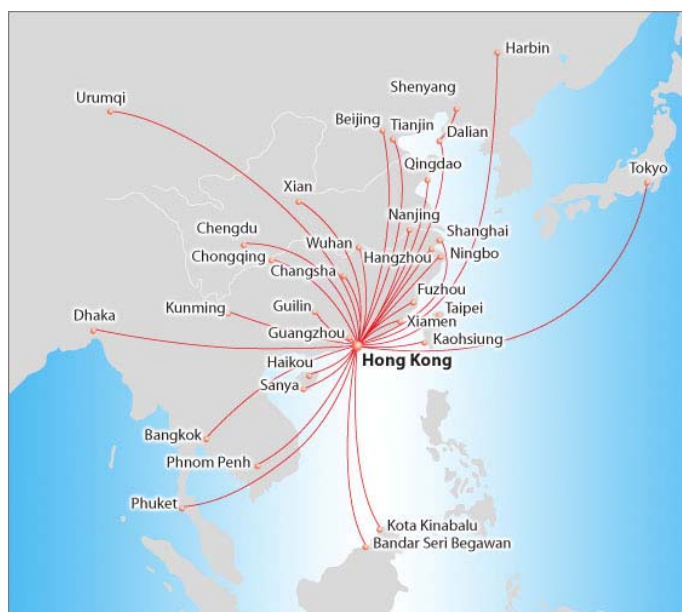 Harbin
Urumqi
Shenyang
Beijing
Tianjin
Dalian
Qingdao
Tokyo
Xian
Nanjing
Chengdu
Shanghai
Wuhan
Hangzhou
Ningbo
Chongqing
Changsha
Fuzhou
Dhaka
Kunming
Guilin
Taipei
Xiamen
Guangzhou
Kaohsiung
Hong Kong
Haikou
Sanya
Bangkok
Phnom Penh
Phuket
Kota Kinabalu
Bandar Seri Begawan